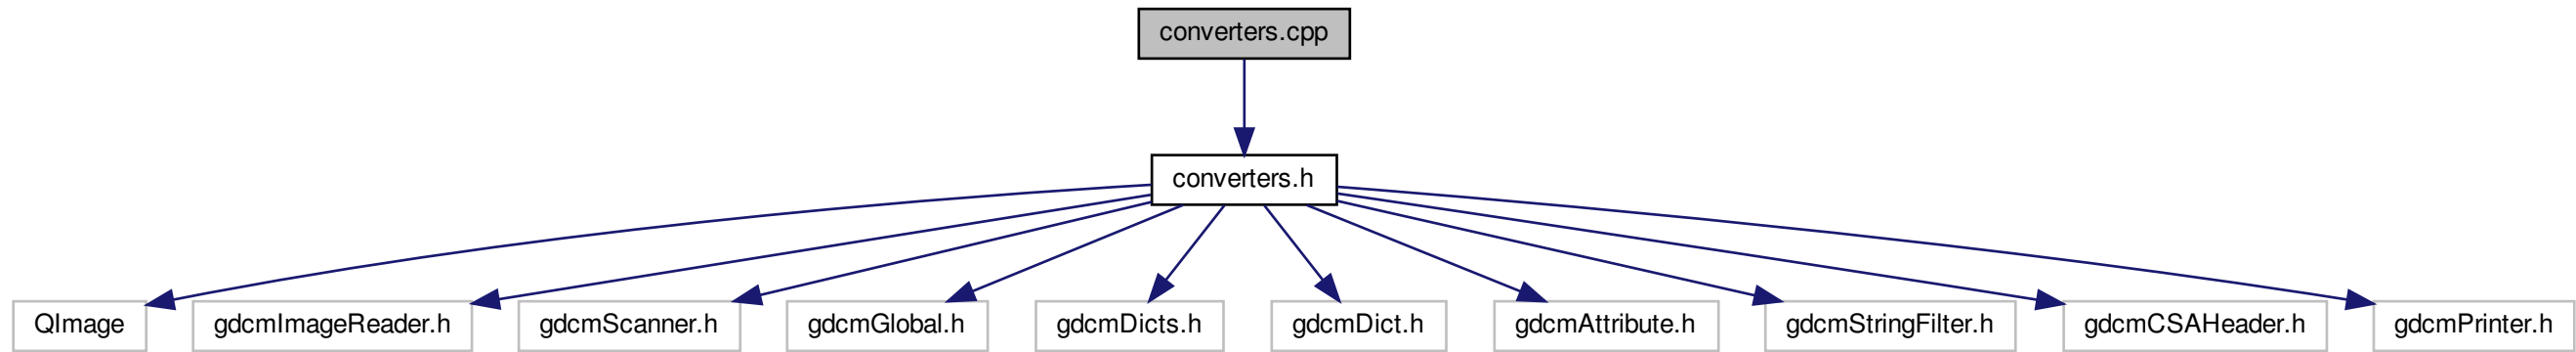 converters.cpp
converters.h
QImage
gdcmImageReader.h
gdcmScanner.h
gdcmGlobal.h
gdcmDicts.h
gdcmDict.h
gdcmAttribute.h
gdcmStringFilter.h
gdcmCSAHeader.h
gdcmPrinter.h